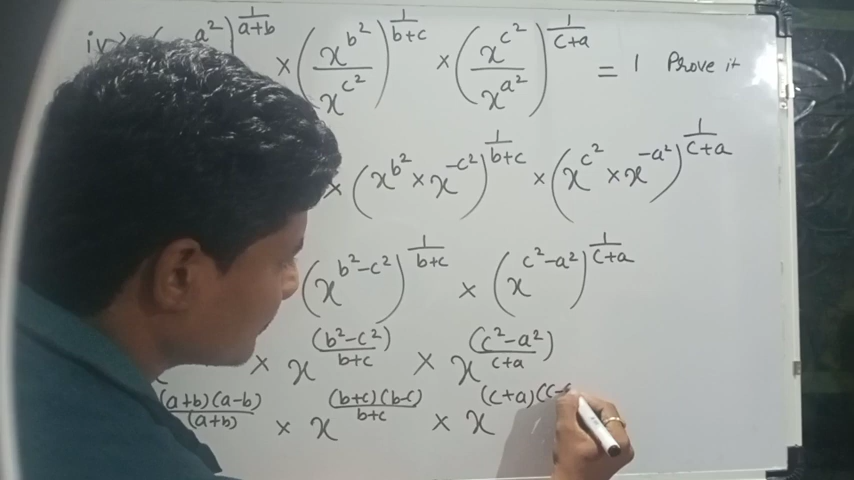 iv) a²)^(1/(a+b)) × (x^(b²)/x^(c²))^(1/(b+c)) × (x^(c²)/x^(a²))^(1/(c+a)) = 1 Prove it
× (x^(b²) × x^(-c²))^(1/(b+c)) × (x^(c²) × x^(-a²))^(1/(c+a))
(x^(b²-c²))^(1/(b+c)) × (x^(c²-a²))^(1/(c+a))
× x^((b²-c²)/(b+c)) × x^((c²-a²)/(c+a))
(a+b)(a-b)/(a+b) × x^((b+c)(b-c)/(b+c)) × x^((c+a)(c-